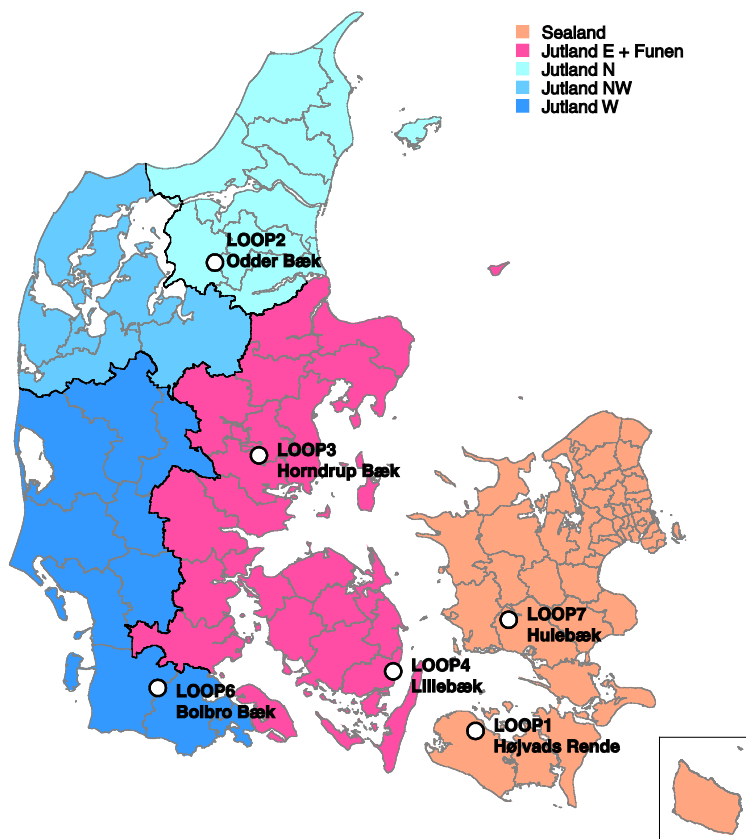 Sealand
Jutland E + Funen
Jutland N
Jutland NW
Jutland W
LOOP2
Odder Bæk
LOOP3
Horndrup Bæk
LOOP7
Hulebæk
LOOP4
Lillebæk
LOOP6
Bolbro Bæk
LOOP1
Højvads Rende